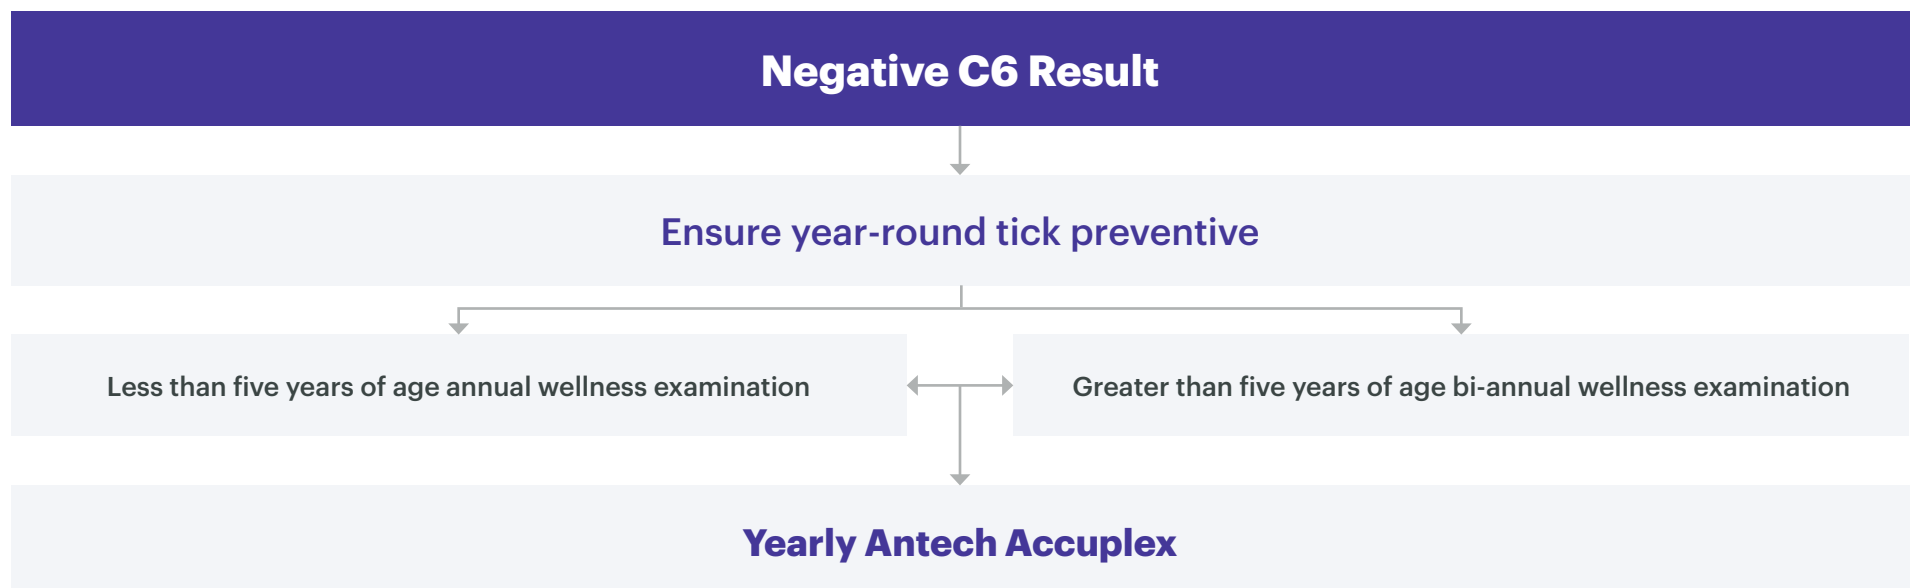 Negative C6 Result
Ensure year-round tick preventive
Less than five years of age annual wellness examination
Greater than five years of age bi-annual wellness examination
Yearly Antech Accuplex